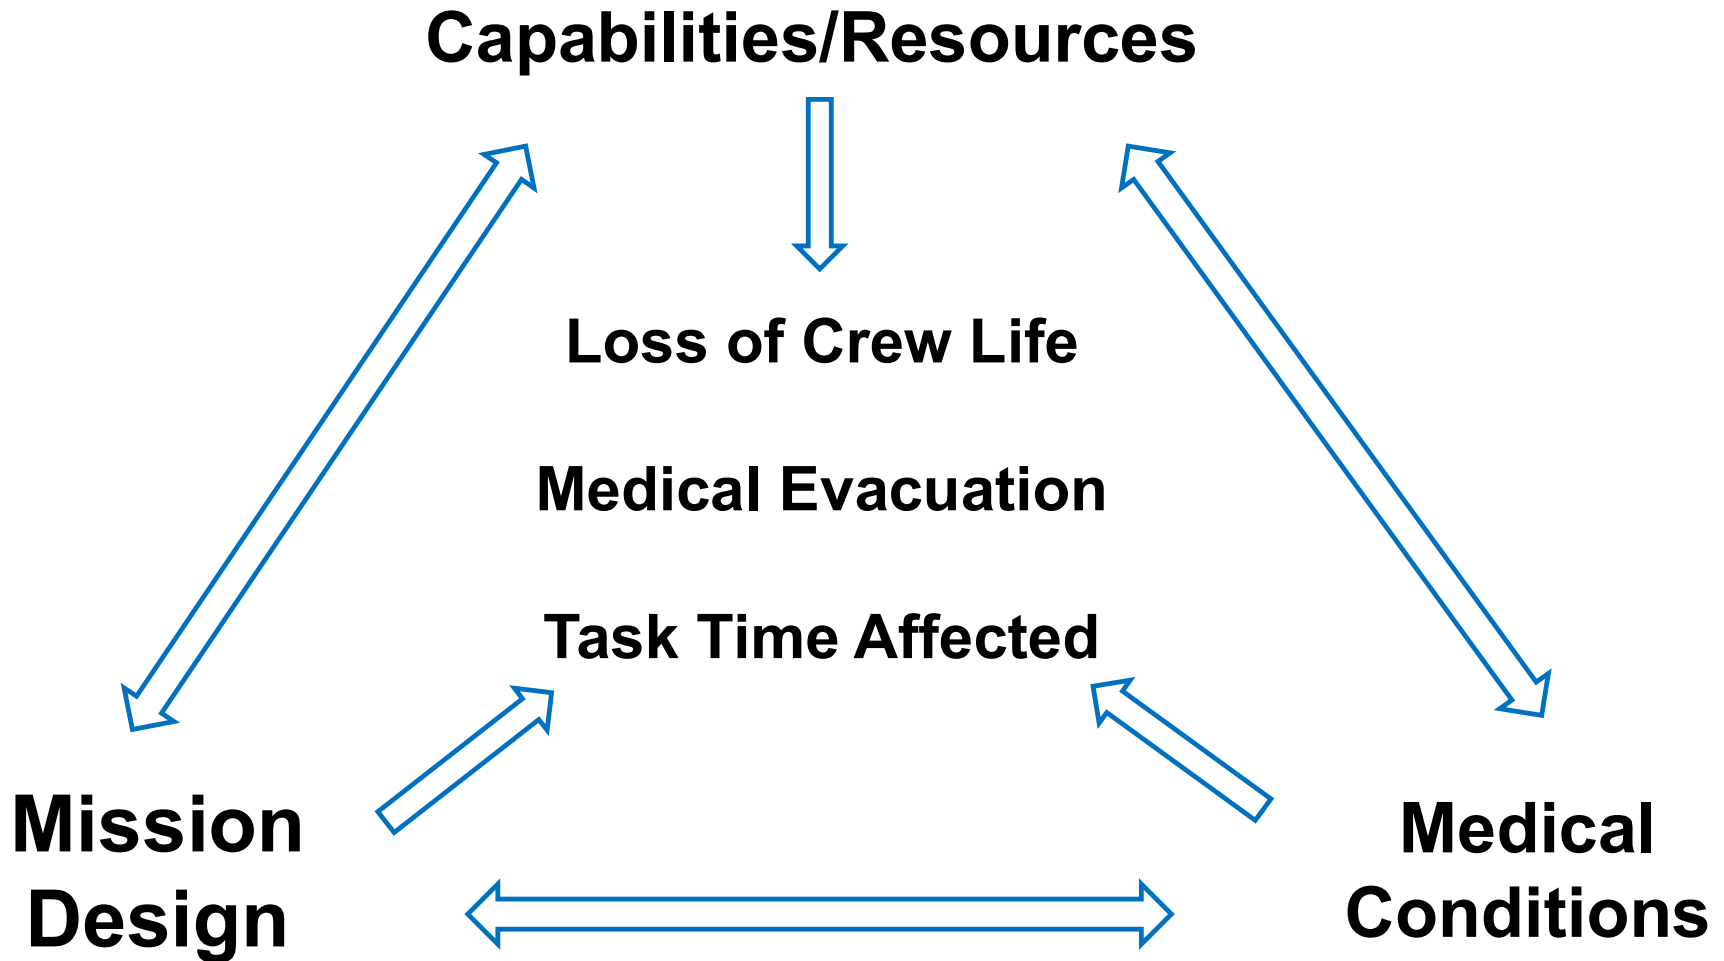 Capabilities/Resources
Loss of Crew Life
Medical Evacuation
Task Time Affected
Mission
Design
Medical
Conditions